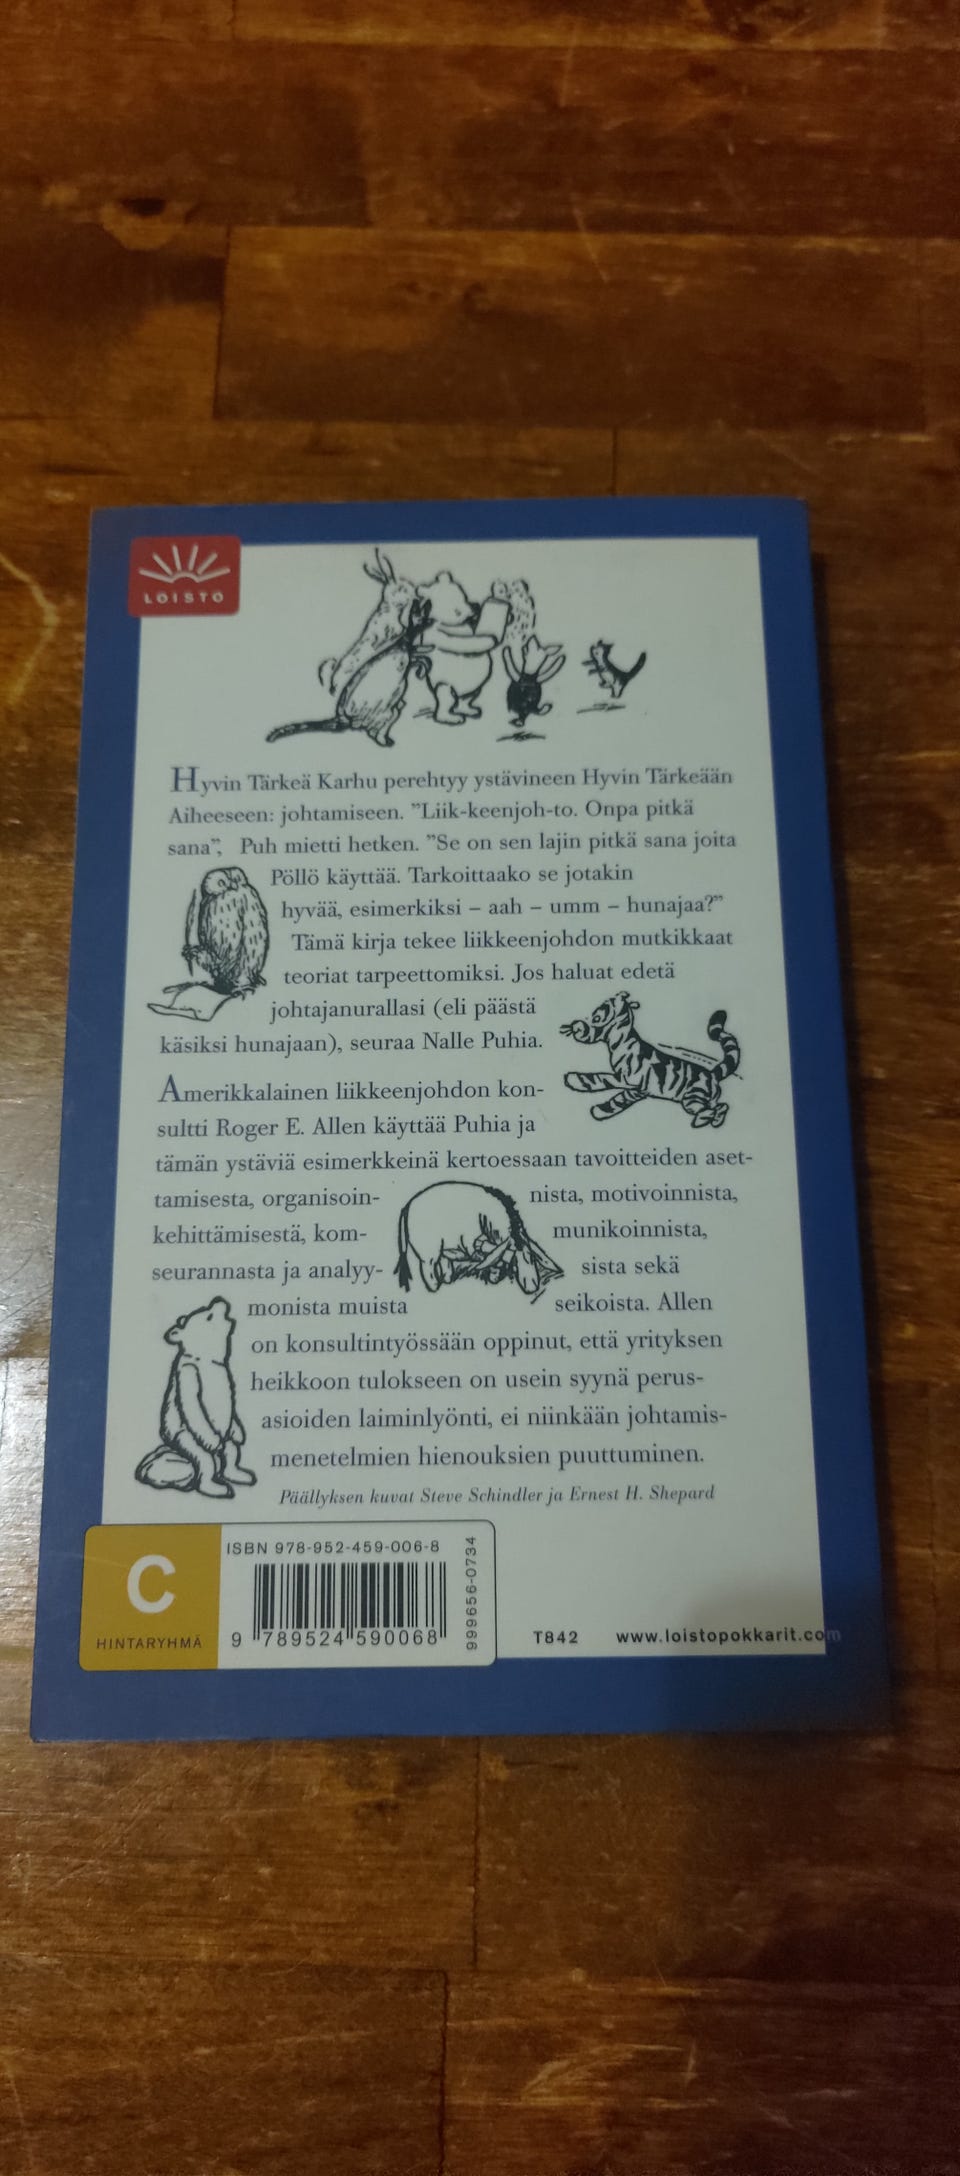 LOISTO
Hyvin Tärkeä Karhu perehtyy ystävineen Hyvin Tärkeään
Aiheeseen: johtamiseen. ”Liik-keenjoh-to. Onpa pitkä
sana”, Puh mietti hetken. ”Se on sen lajin pitkä sana joita
Pöllö käyttää. Tarkoittaako se jotakin
hyvää, esimerkiksi – aah – umm – hunajaa?”
Tämä kirja tekee liikkeenjohdon mutkikkaat
teoriat tarpeettomiksi. Jos haluat edetä
johtajanurallasi (eli päästä
käsiksi hunajaan), seuraa Nalle Puhia.
Amerikkalainen liikkeenjohdon kon-
sultti Roger E. Allen käyttää Puhia ja
tämän ystäviä esimerkkeinä kertoessaan tavoitteiden aset-
tamisesta, organisoin- nista, motivoinnista,
kehittämisestä, kom- munikoinnista,
seurannasta ja analyy- sista sekä
monista muista seikoista. Allen
on konsultintyössään oppinut, että yrityksen
heikkoon tulokseen on usein syynä perus-
asioiden laiminlyönti, ei niinkään johtamis-
menetelmien hienouksien puuttuminen.
Päällyksen kuvat Steve Schindler ja Ernest H. Shepard
C
HINTARYHMÄ
ISBN 978-952-459-006-8
9 789524 590068
999656-0734
T842 www.loistopokkarit.com